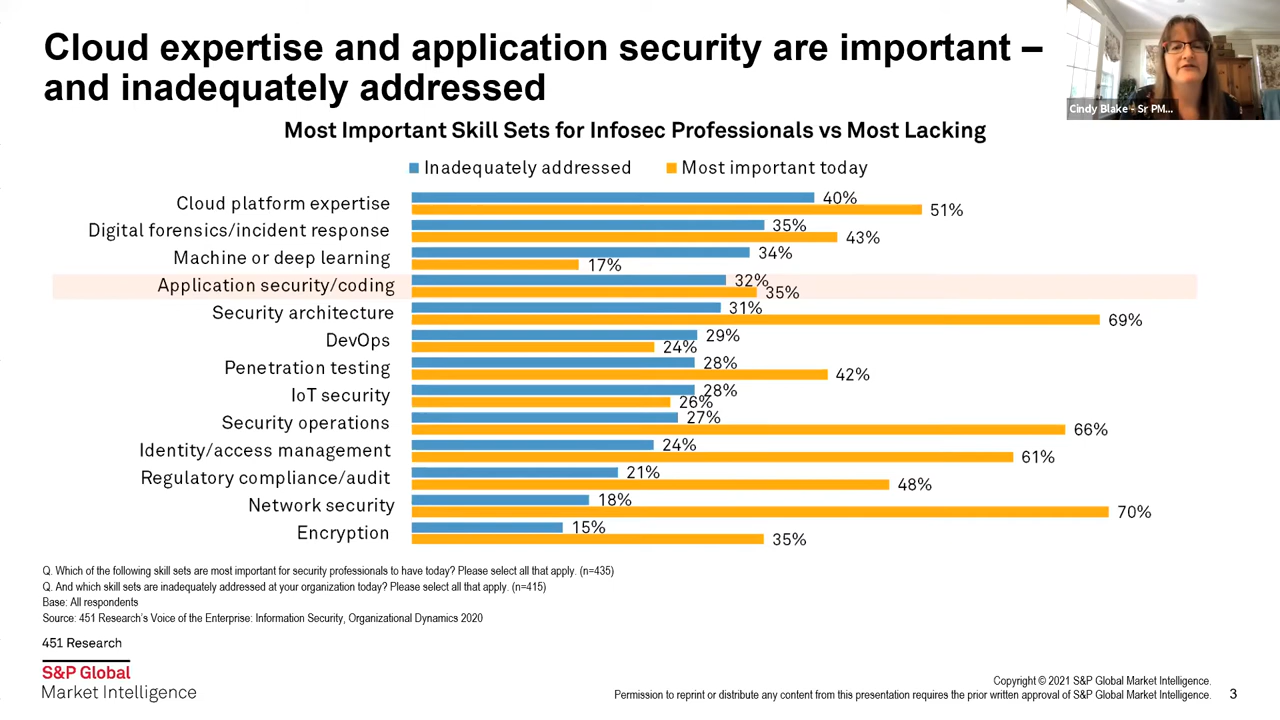 Cloud expertise and application security are important –
and inadequately addressed
Cindy Blake - Sr PM...
Most Important Skill Sets for Infosec Professionals vs Most Lacking
Inadequately addressed Most important today
Cloud platform expertise 40% 51%
Digital forensics/incident response 35% 43%
Machine or deep learning 34% 17%
Application security/coding 32% 35%
Security architecture 31% 69%
DevOps 29% 24%
Penetration testing 28% 42%
IoT security 28% 26%
Security operations 27% 66%
Identity/access management 24% 61%
Regulatory compliance/audit 21% 48%
Network security 18% 70%
Encryption 15% 35%
Q. Which of the following skill sets are most important for security professionals to have today? Please select all that apply. (n=435)
Q. And which skill sets are inadequately addressed at your organization today? Please select all that apply. (n=415)
Base: All respondents
Source: 451 Research's Voice of the Enterprise: Information Security, Organizational Dynamics 2020
451 Research
S&P Global
Market Intelligence
Copyright © 2021 S&P Global Market Intelligence.
Permission to reprint or distribute any content from this presentation requires the prior written approval of S&P Global Market Intelligence. 3